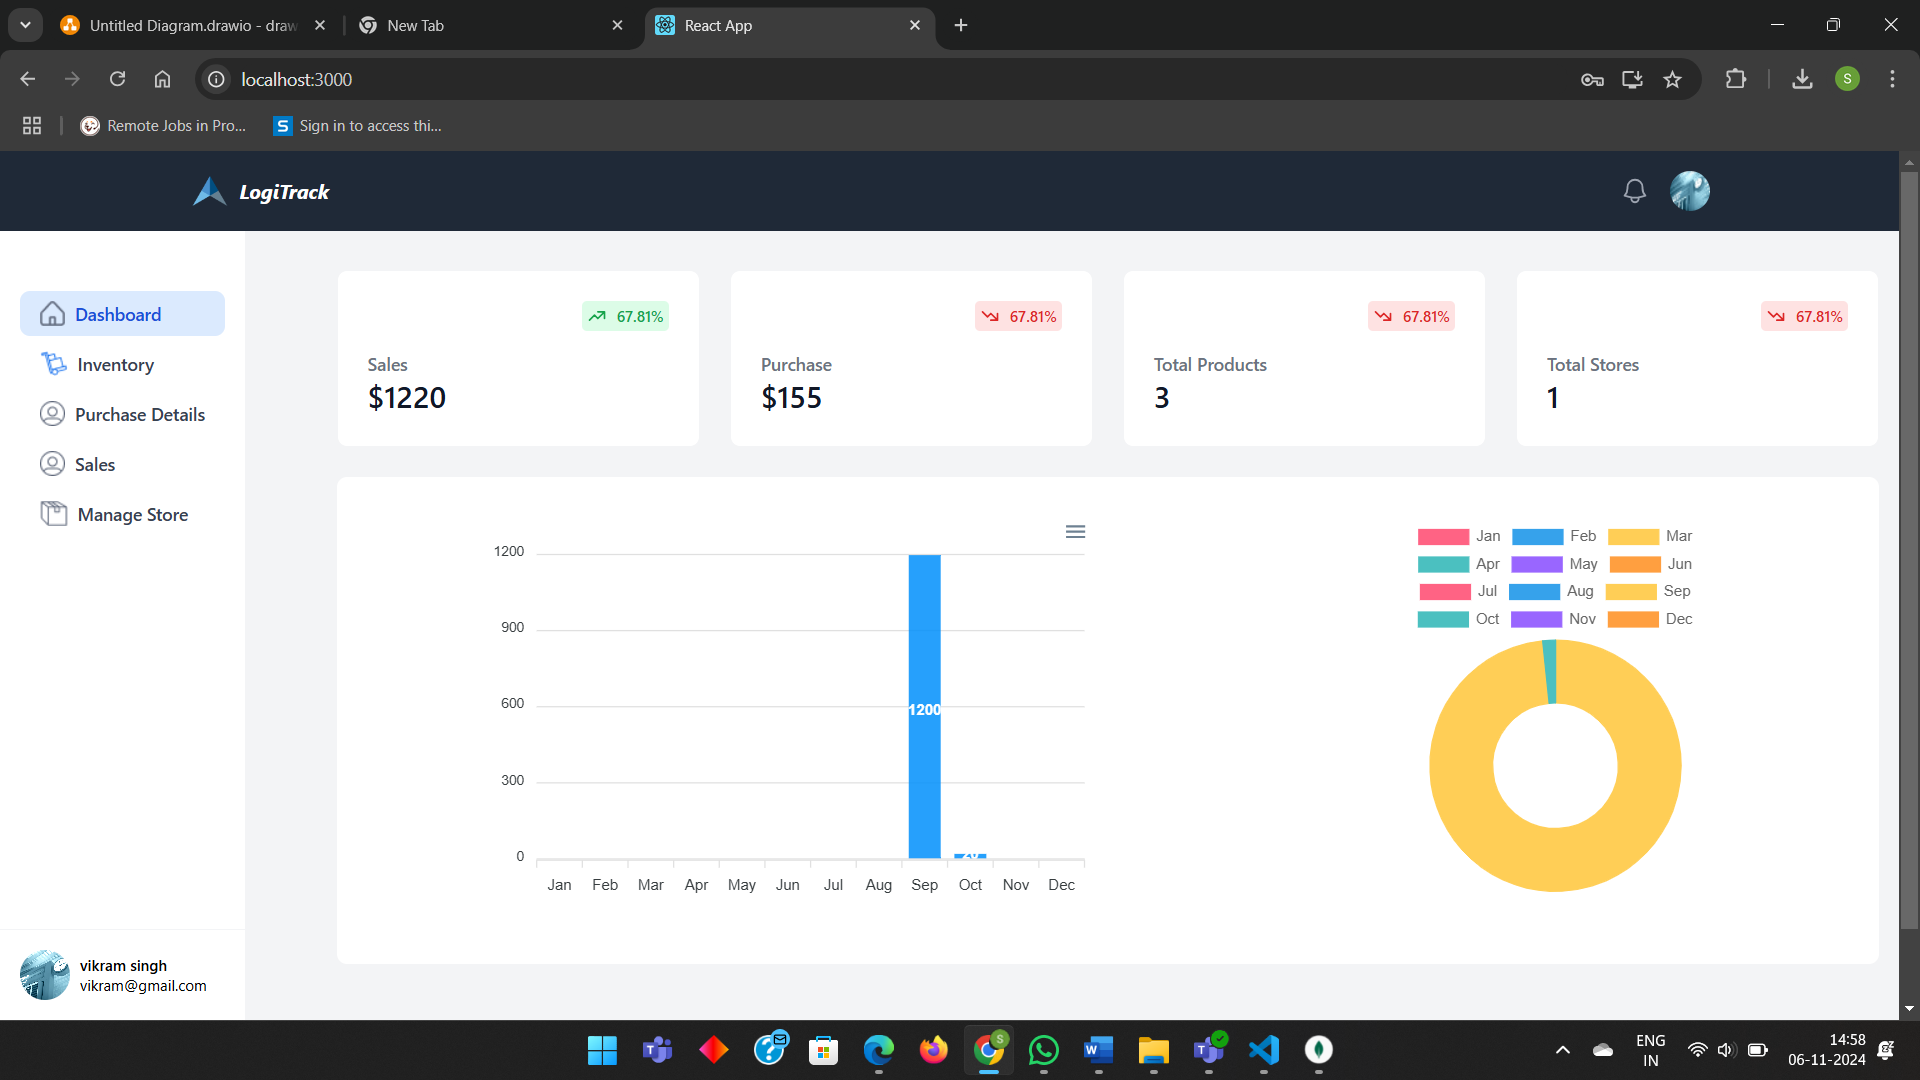 Untitled Diagram.drawio - draw
New Tab
React App
localhost:3000
S
Remote Jobs in Pro...
S Sign in to access thi...
LogiTrack
Dashboard
Inventory
Purchase Details
Sales
Manage Store
67.81%
Sales
$1220
67.81%
Purchase
$155
67.81%
Total Products
3
67.81%
Total Stores
1
1200
900
600
300
0
1200
20
Jan Feb Mar Apr May Jun Jul Aug Sep Oct Nov Dec
Jan Feb Mar
Apr May Jun
Jul Aug Sep
Oct Nov Dec
vikram singh
vikram@gmail.com
ENG
IN
14:58
06-11-2024